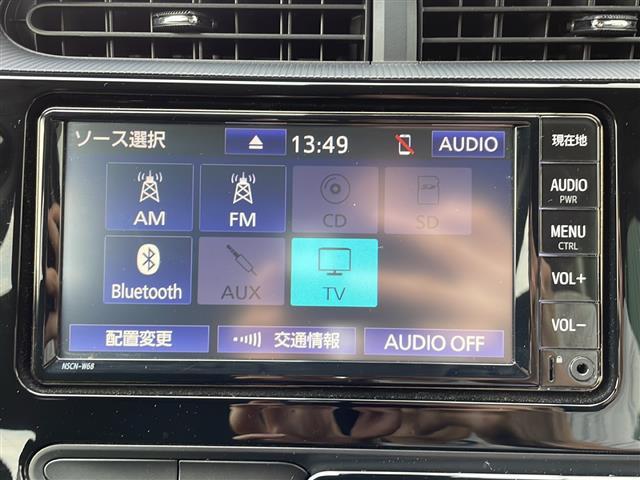 ソース選択 13:49 AUDIO
AM FM CD SD
Bluetooth AUX TV
配置変更 交通情報 AUDIO OFF
NSCN-W68
現在地
AUDIO
PWR
MENU
CTRL
VOL+
VOL−